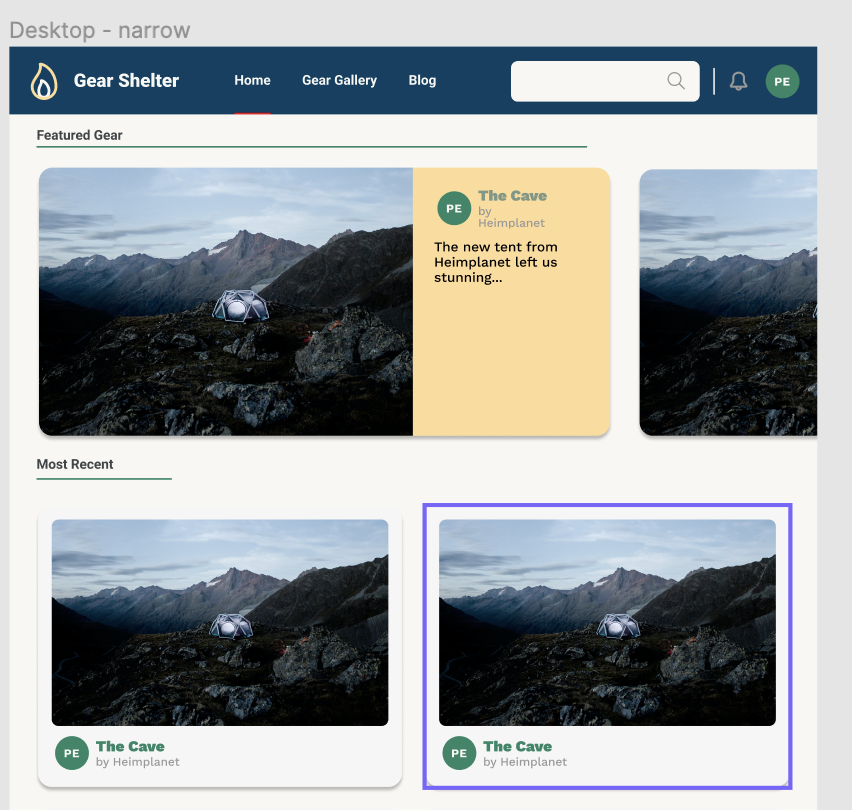 Desktop - narrow
Gear Shelter
Home
Gear Gallery
Blog
PE
Featured Gear
PE
The Cave
by
Heimplanet
The new tent from
Heimplanet left us
stunning...
Most Recent
PE
The Cave
by Heimplanet
PE
The Cave
by Heimplanet